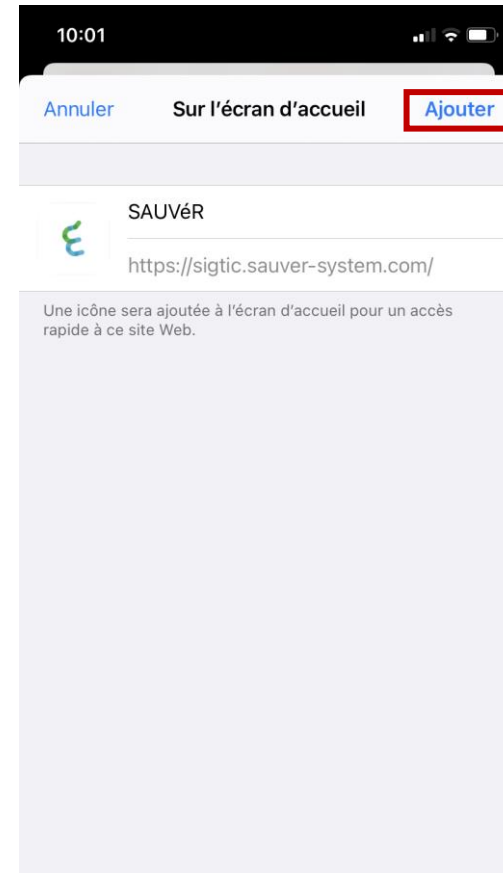 10:01
Annuler Sur l’écran d’accueil Ajouter
SAUVéR
https://sigtic.sauver-system.com/
Une icône sera ajoutée à l’écran d’accueil pour un accès
rapide à ce site Web.